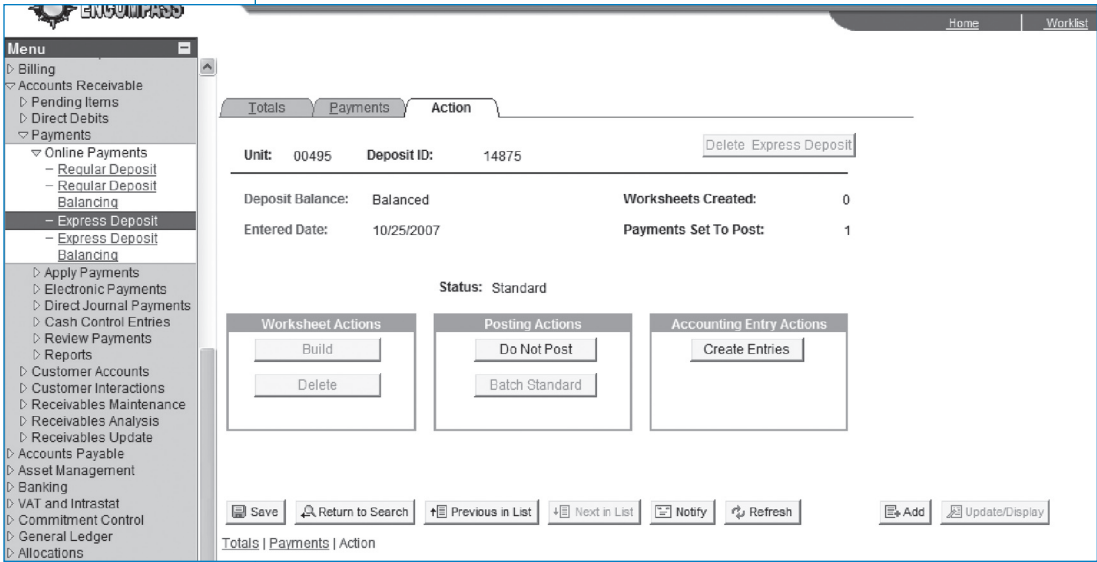 ENCOMPASS
Home Worklist
Menu
Billing
Accounts Receivable
Pending Items
Direct Debits
Payments
Online Payments
Regular Deposit
Regular Deposit
Balancing
Express Deposit
Express Deposit
Balancing
Apply Payments
Electronic Payments
Direct Journal Payments
Cash Control Entries
Review Payments
Reports
Customer Accounts
Customer Interactions
Receivables Maintenance
Receivables Analysis
Receivables Update
Accounts Payable
Asset Management
Banking
VAT and Intrastat
Commitment Control
General Ledger
Allocations
Totals Payments Action
Unit: 00495 Deposit ID: 14875 Delete Express Deposit
Deposit Balance: Balanced Worksheets Created: 0
Entered Date: 10/25/2007 Payments Set To Post: 1
Status: Standard
Worksheet Actions Posting Actions Accounting Entry Actions
Build Do Not Post Create Entries
Delete Batch Standard
Save Return to Search Previous in List Next in List Notify Refresh Add Update/Display
Totals | Payments | Action